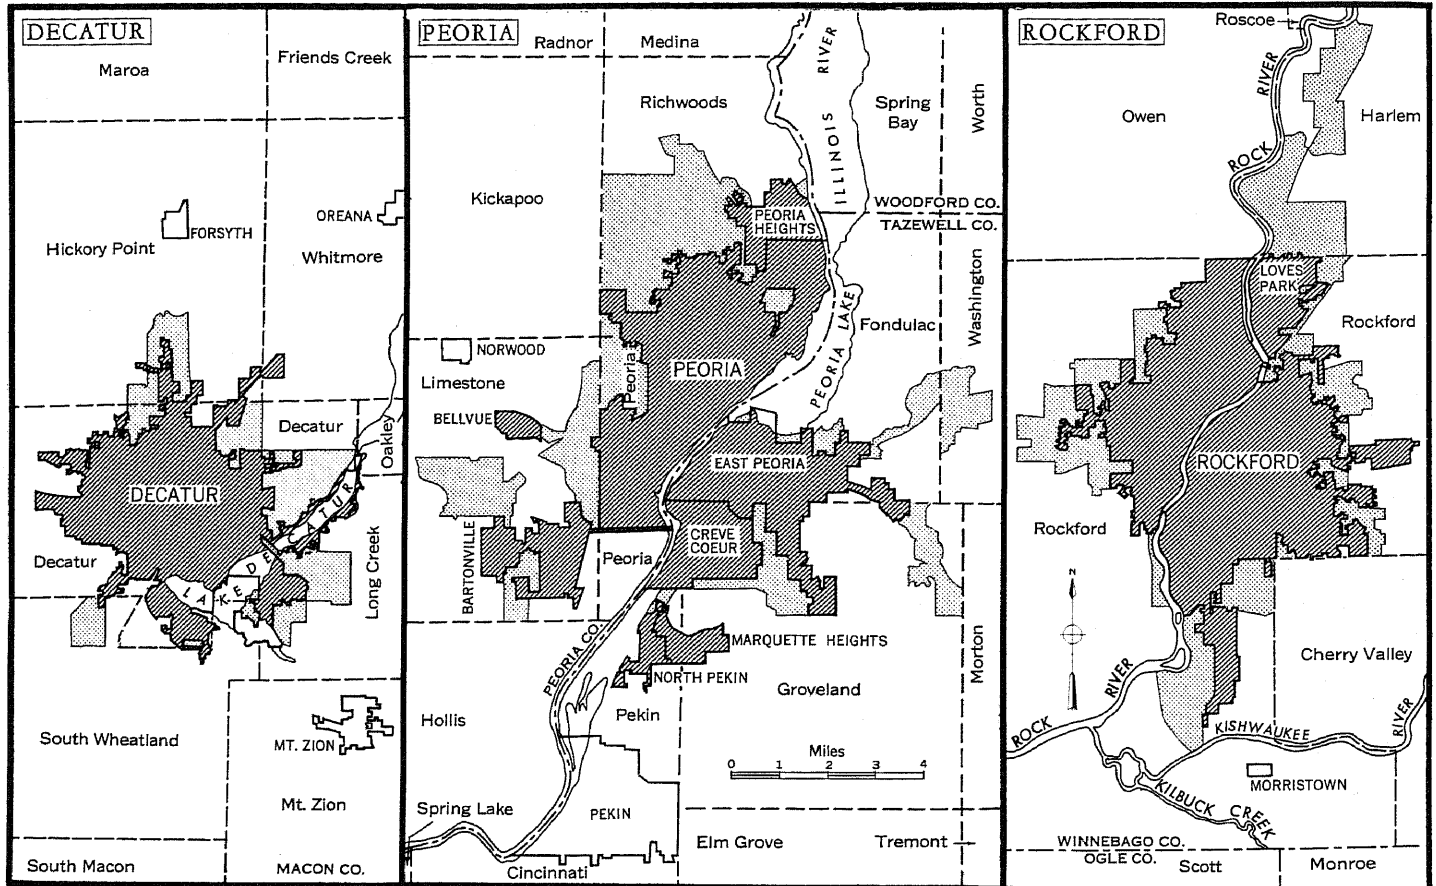 DECATUR
Maroa
Friends Creek
FORSYTH
OREANA
Hickory Point
Whitmore
Decatur
Oakley
DECATUR
LAKE DECATUR
Decatur
Long Creek
South Wheatland
MT. ZION
Mt. Zion
South Macon
MACON CO.
PEORIA
Radnor
Medina
ILLINOIS RIVER
Richwoods
Spring
Bay
Worth
Kickapoo
WOODFORD CO.
TAZEWELL CO.
PEORIA
HEIGHTS
Washington
PEORIA LAKE
Fondulac
NORWOOD
Limestone
Peoria
PEORIA
BELLVUE
EAST PEORIA
BARTONVILLE
CREVE
COEUR
Peoria
PEORIA CO.
MARQUETTE HEIGHTS
NORTH PEKIN
Morton
Groveland
Hollis
Pekin
Miles
0 1 2 3 4
Spring Lake
PEKIN
Elm Grove
Tremont
Cincinnati
ROCKFORD
Roscoe
ROCK RIVER
Owen
Harlem
LOVES
PARK
Rockford
ROCKFORD
Rockford
N
Cherry Valley
ROCK RIVER
KISHWAUKEE RIVER
MORRISTOWN
KILBUCK CREEK
WINNEBAGO CO.
OGLE CO.
Scott
Monroe